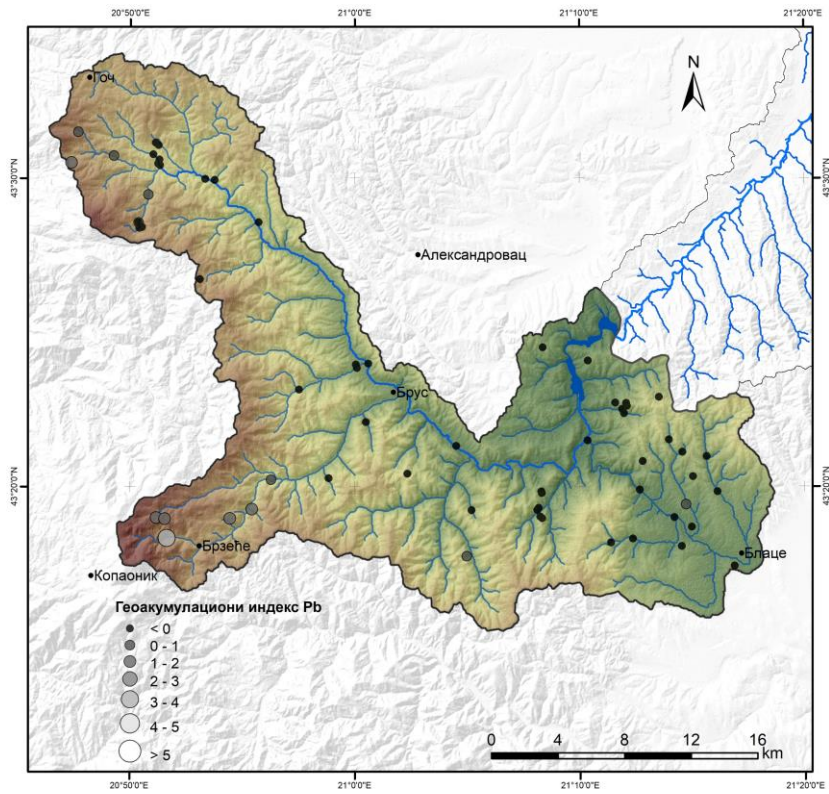 20°50'0"E
21°0'0"E
21°10'0"E
21°20'0"E
N
Гоч
43°30'0"N
43°30'0"N
Александровац
Брус
43°20'0"N
43°20'0"N
Брзеће
Блаце
Копаоник
Геоакумулациони индекс Pb
< 0
0 - 1
1 - 2
2 - 3
3 - 4
4 - 5
> 5
0 4 8 12 16
km
20°50'0"E
21°0'0"E
21°10'0"E
21°20'0"E